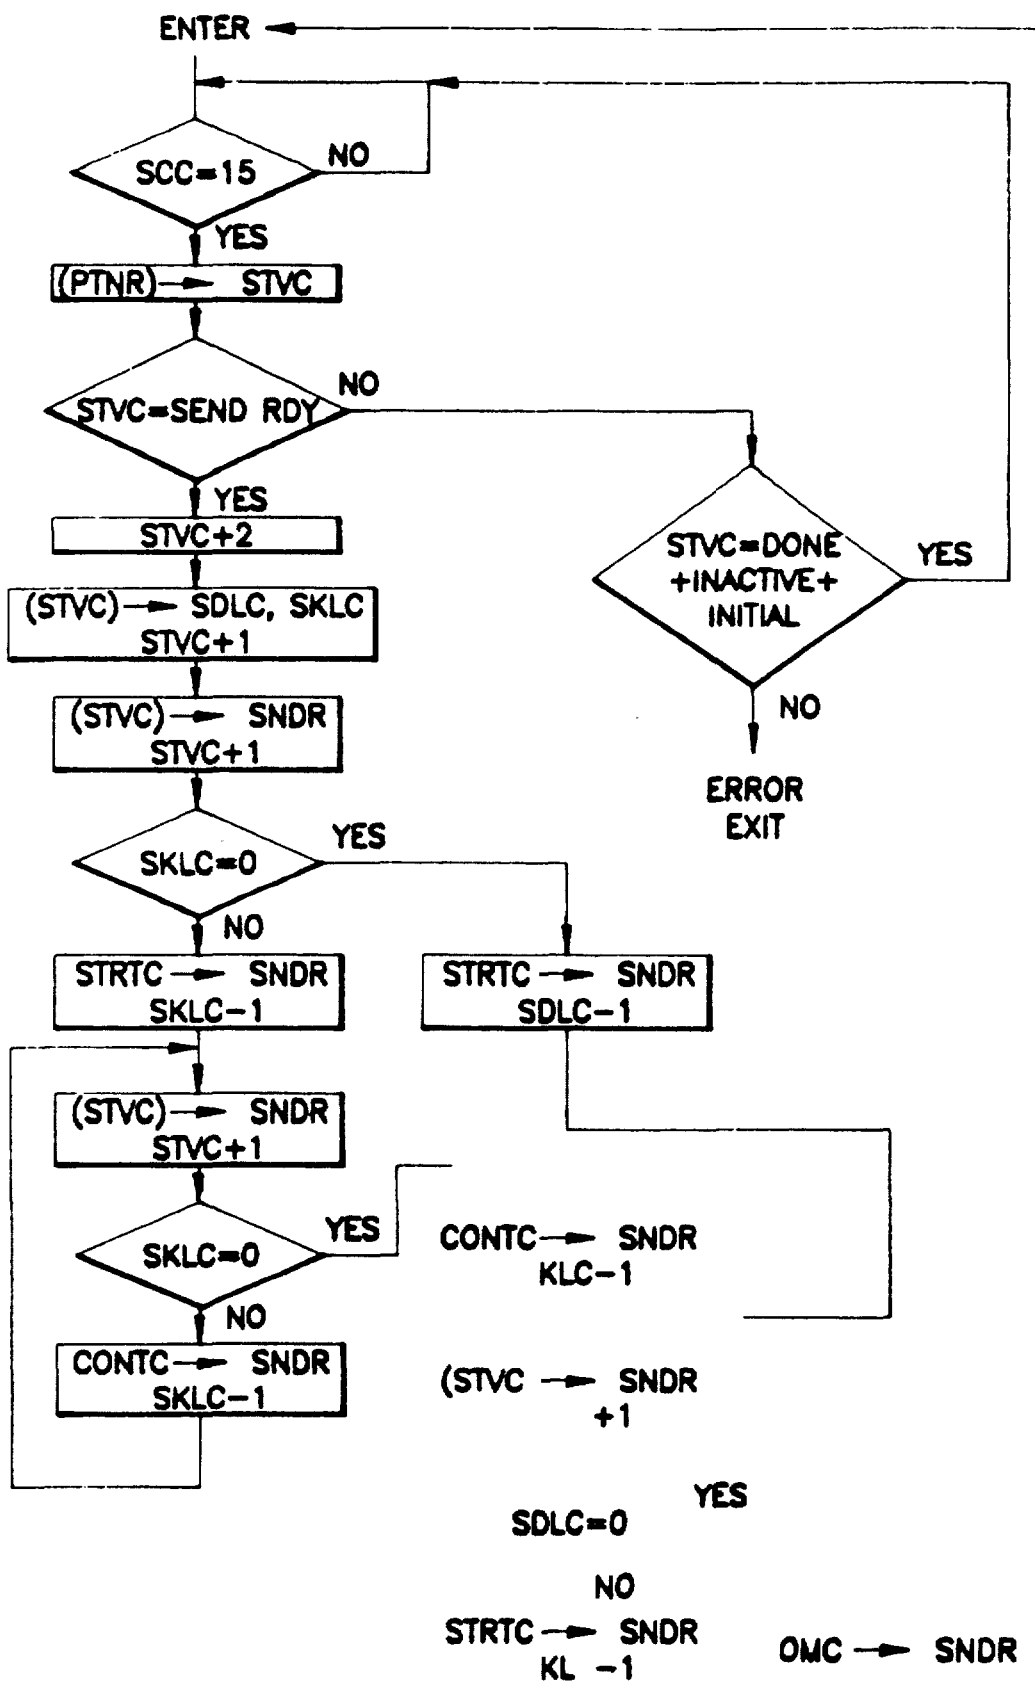 ENTER
SCC=15
NO
YES
(PTNR)→ STVC
STVC=SEND RDY
NO
YES
STVC+2
(STVC)→ SDLC, SKLC
STVC+1
(STVC)→ SNDR
STVC+1
STVC=DONE
+INACTIVE+
INITIAL
YES
NO
ERROR
EXIT
SKLC=0
YES
NO
STRTC→ SNDR
SKLC-1
STRTC→ SNDR
SDLC-1
(STVC)→ SNDR
STVC+1
SKLC=0
YES
NO
CONTC→ SNDR
SKLC-1
CONTC→ SNDR
KLC-1
(STVC → SNDR
+1
SDLC=0
YES
NO
STRTC→ SNDR
KL -1
OMC → SNDR